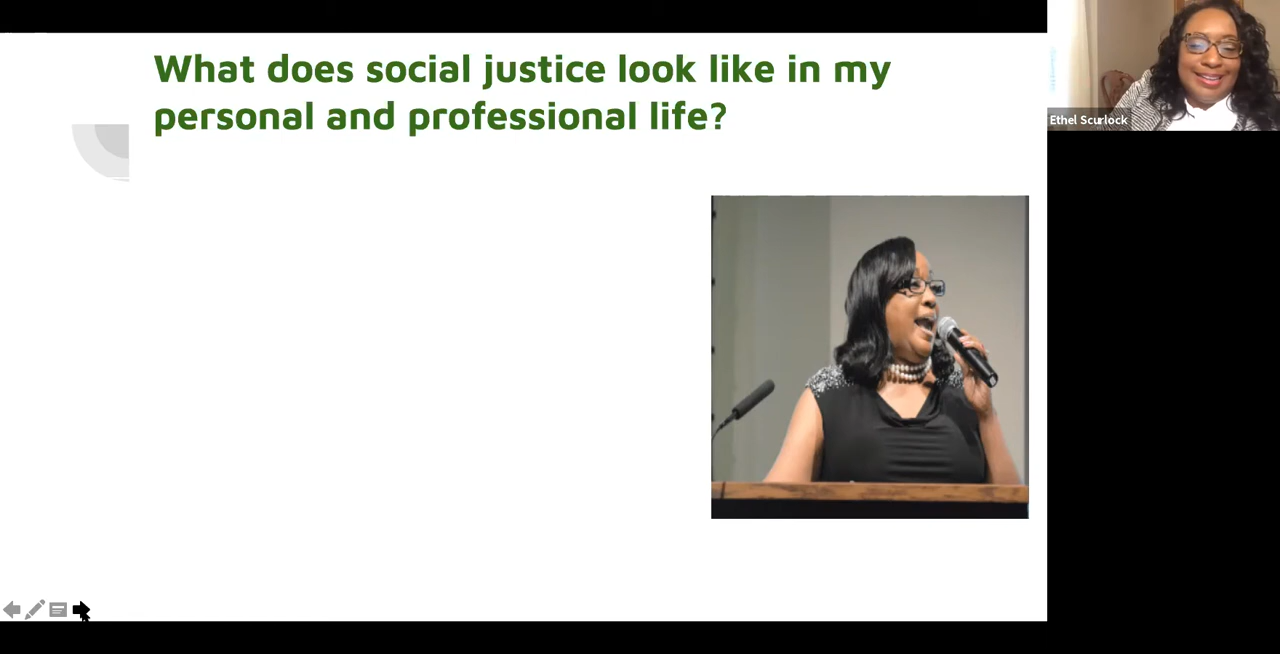 What does social justice look like in my
personal and professional life?
Ethel Scurlock